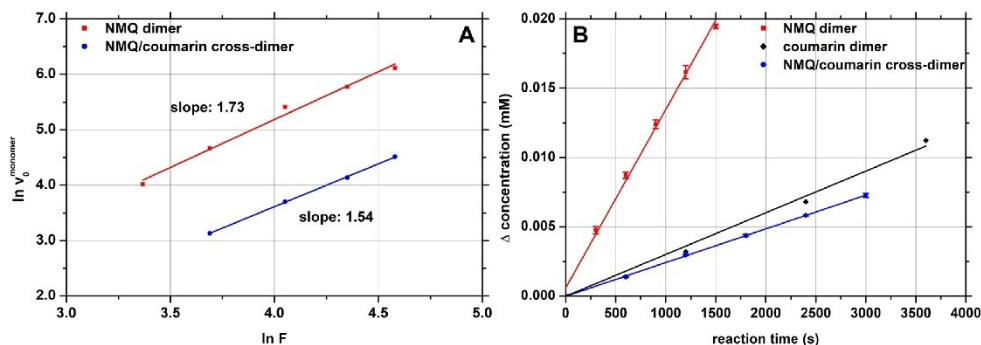 A
NMQ dimer
NMQ/coumarin cross-dimer
slope: 1.73
slope: 1.54
ln v₀^monomer
7.0
6.0
5.0
4.0
3.0
2.0
3.0 3.5 4.0 4.5 5.0
ln F
B
NMQ dimer
coumarin dimer
NMQ/coumarin cross-dimer
Δ concentration (mM)
0.020
0.015
0.010
0.005
0.000
0 500 1000 1500 2000 2500 3000 3500 4000
reaction time (s)